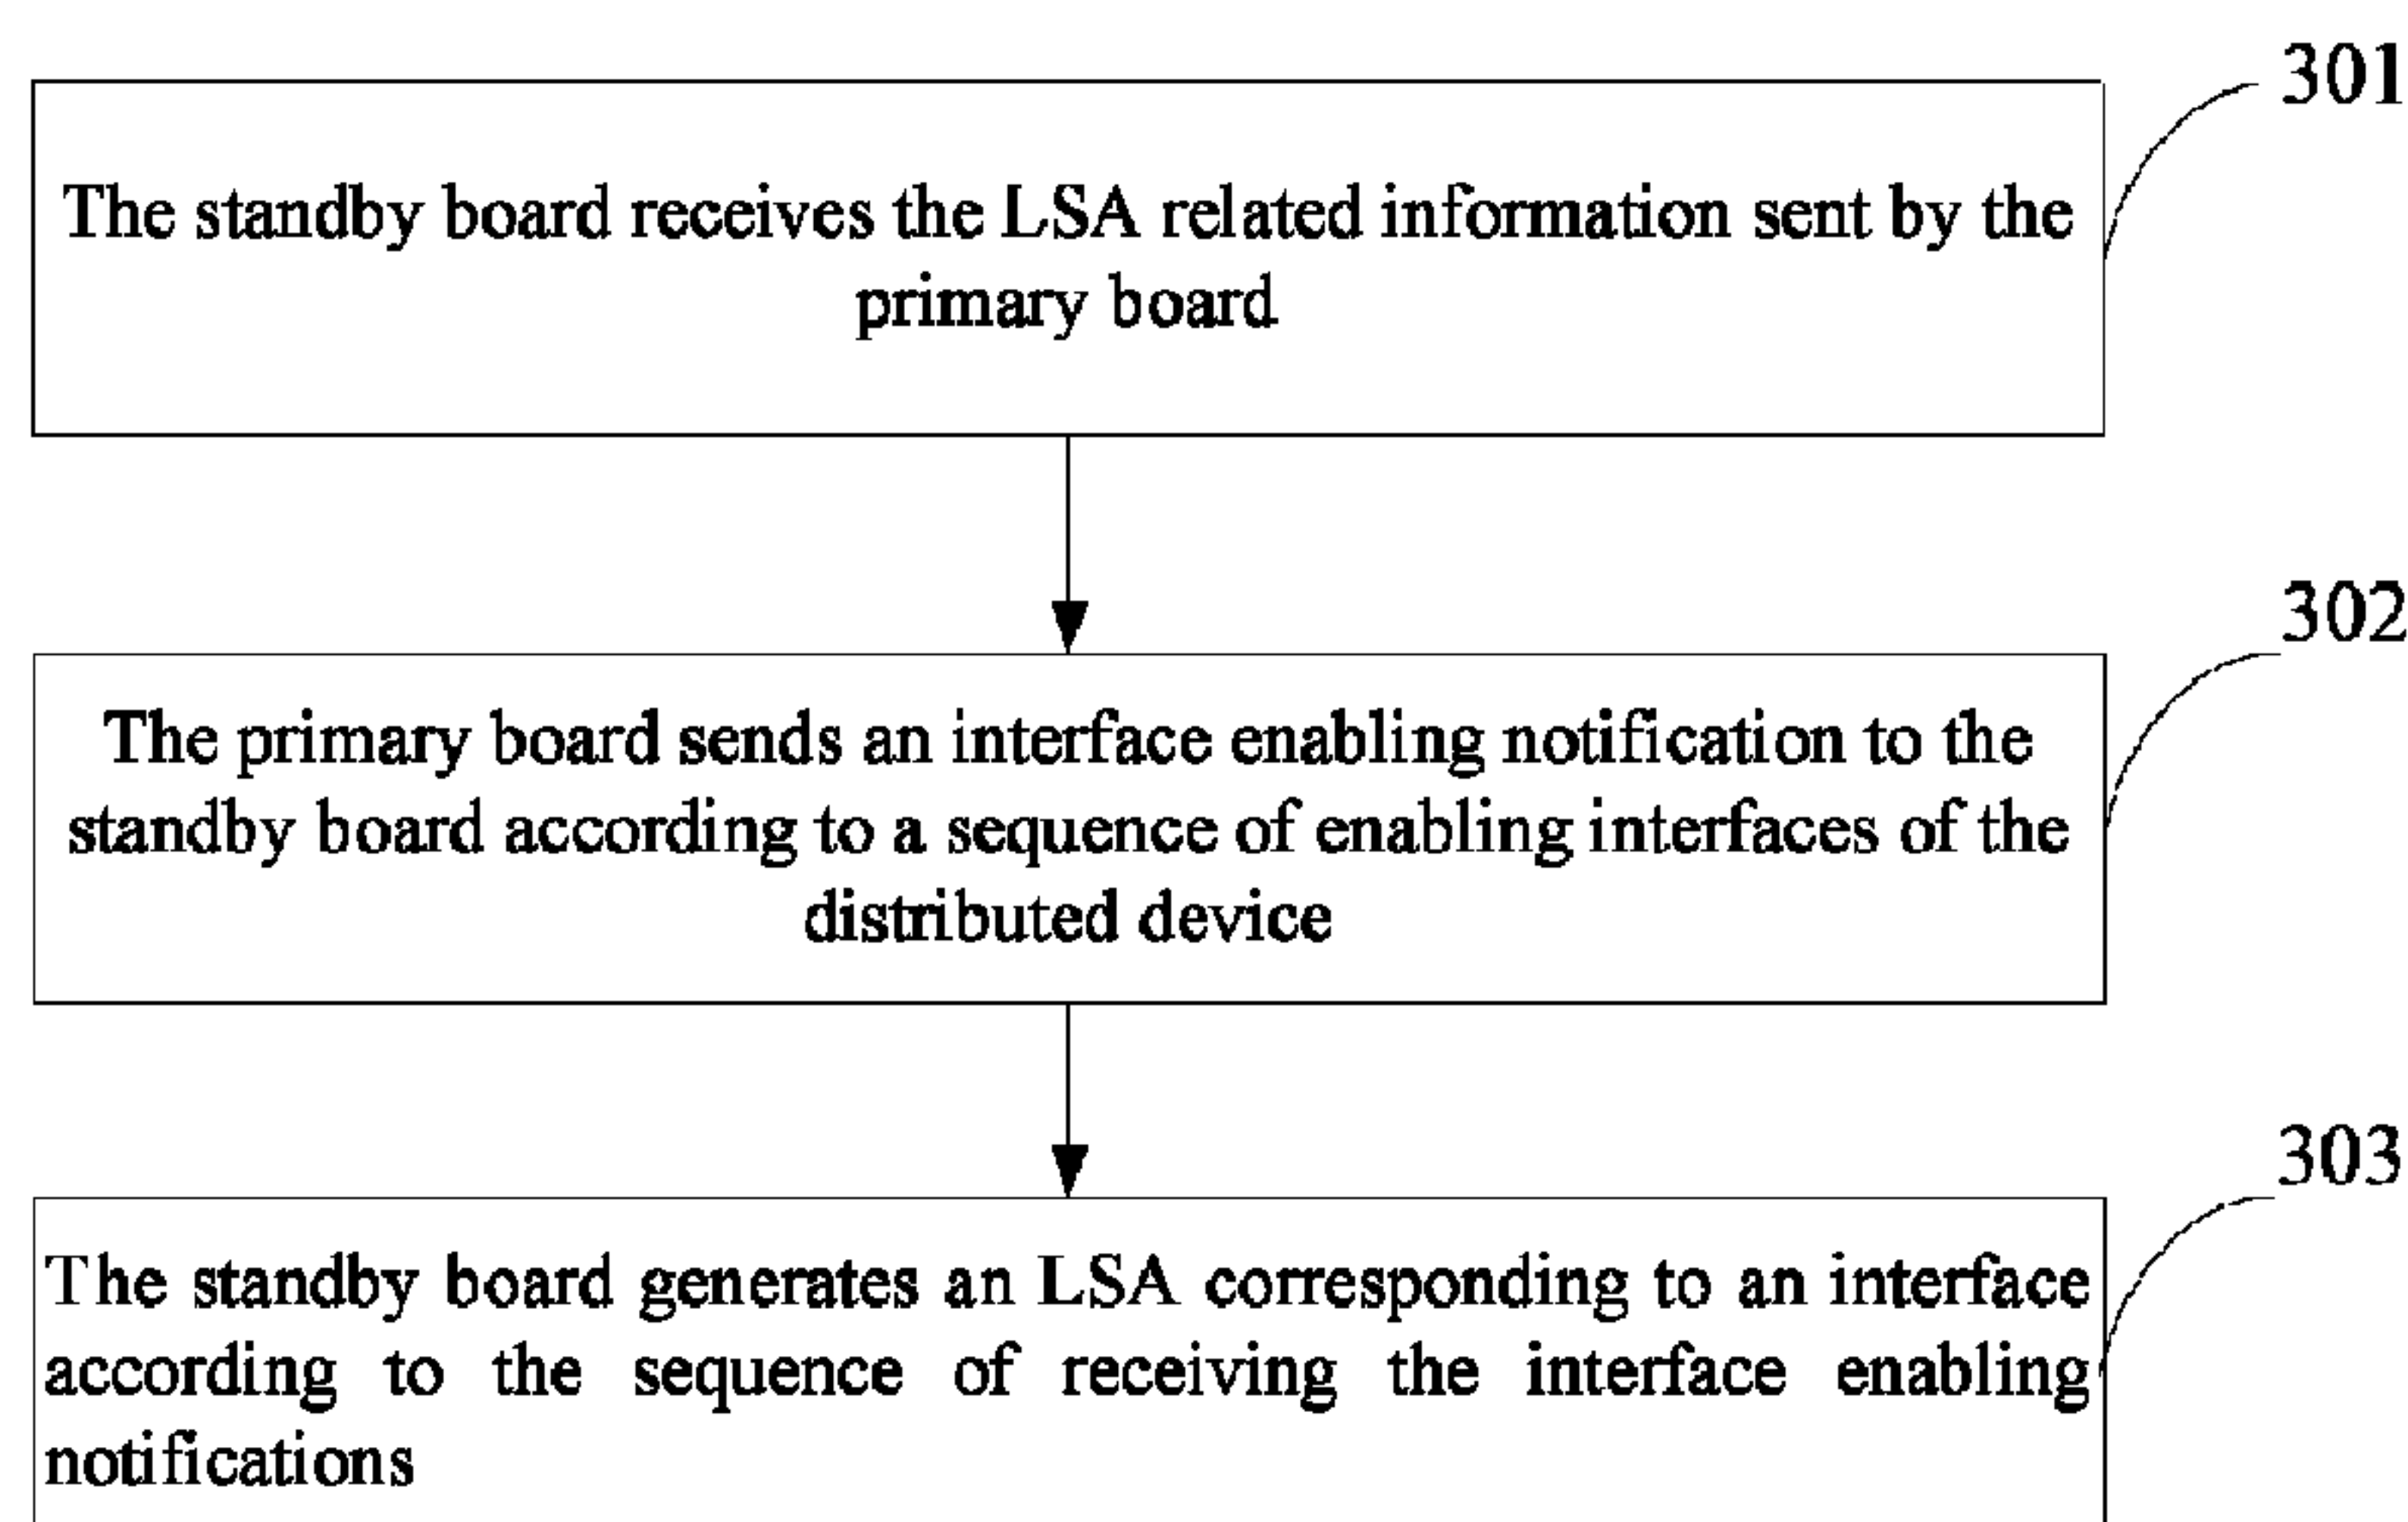 301
The standby board receives the LSA related information sent by the
primary board
302
The primary board sends an interface enabling notification to the
standby board according to a sequence of enabling interfaces of the
distributed device
303
The standby board generates an LSA corresponding to an interface
according to the sequence of receiving the interface enabling
notifications